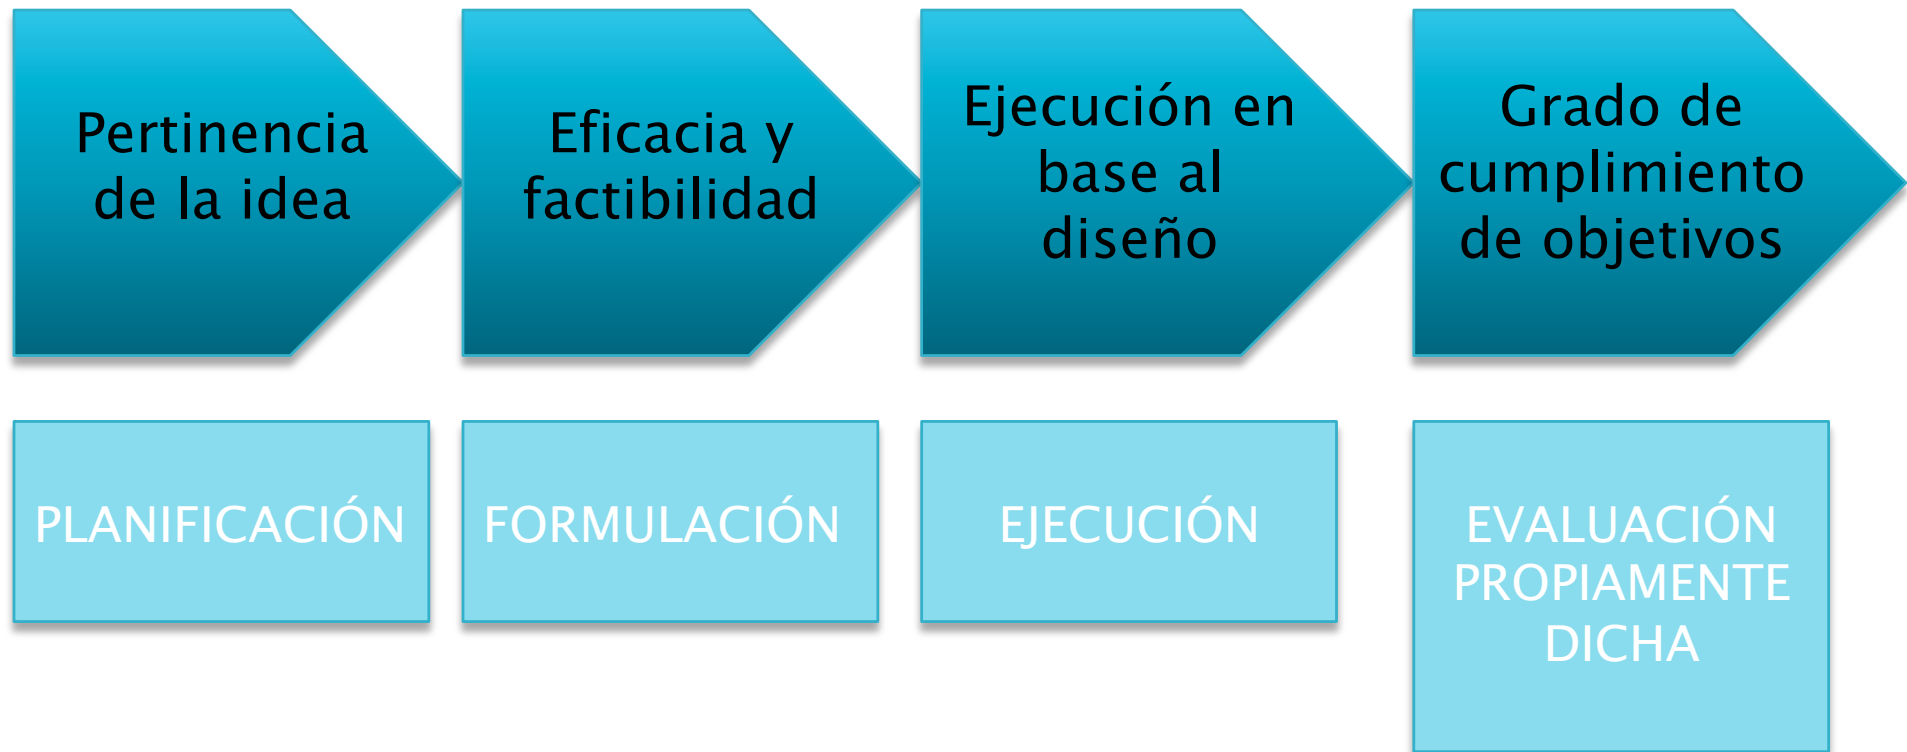 Pertinencia
de la idea
Eficacia y
factibilidad
Ejecución en
base al
diseño
Grado de
cumplimiento
de objetivos
PLANIFICACIÓN
FORMULACIÓN
EJECUCIÓN
EVALUACIÓN
PROPIAMENTE
DICHA